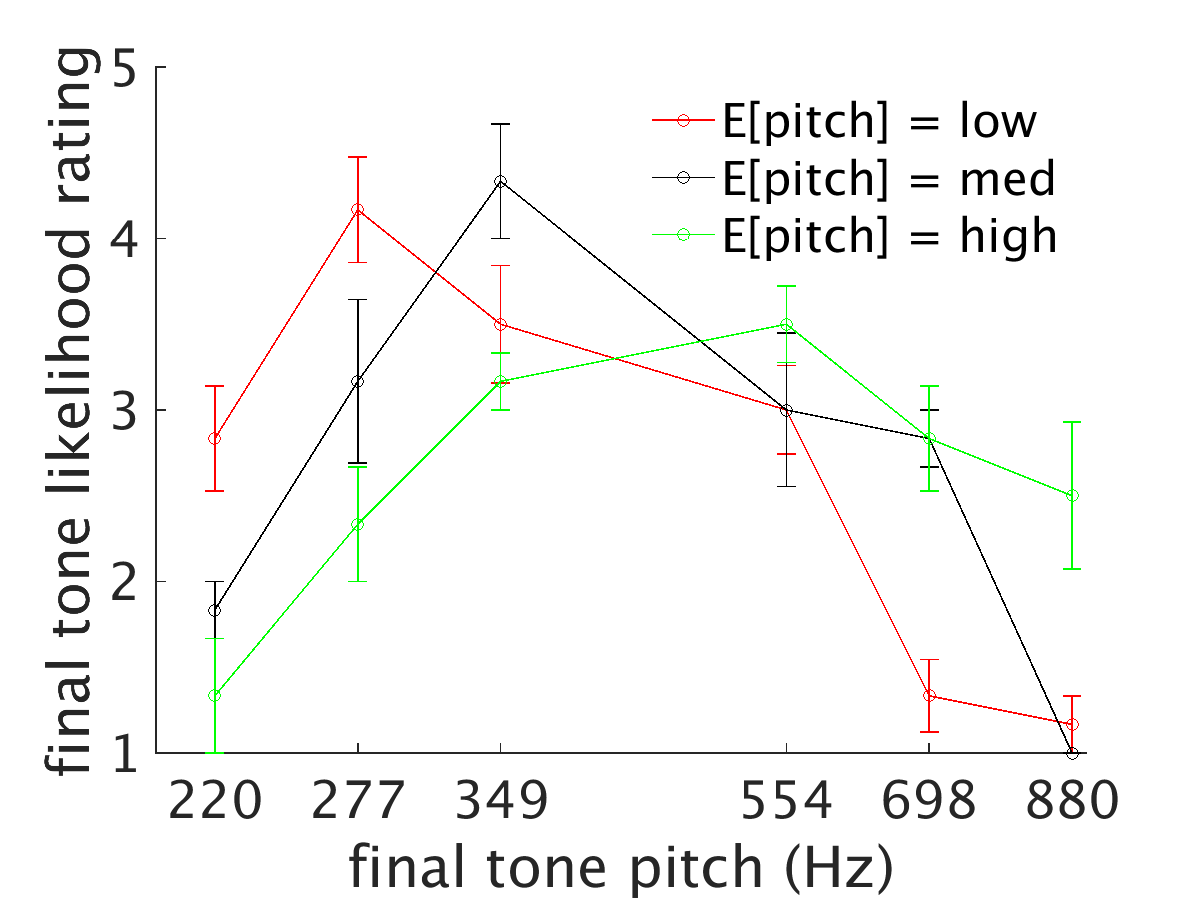 final tone likelihood rating
5
4
3
2
1
E[pitch] = low
E[pitch] = med
E[pitch] = high
220 277 349 554 698 880
final tone pitch (Hz)